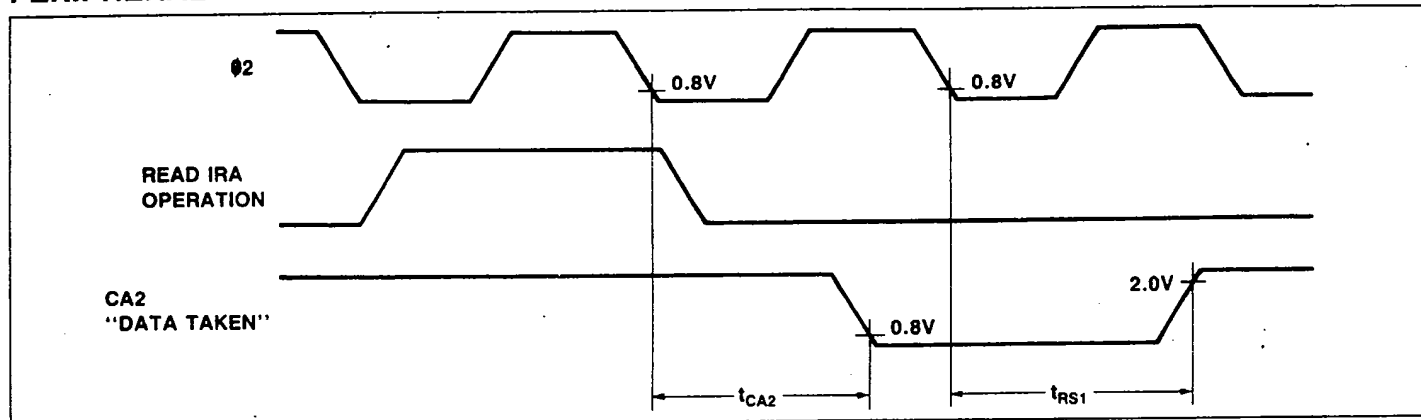 φ2
0.8V
0.8V
READ IRA
OPERATION
CA2
"DATA TAKEN"
0.8V
2.0V
tCA2
tRS1